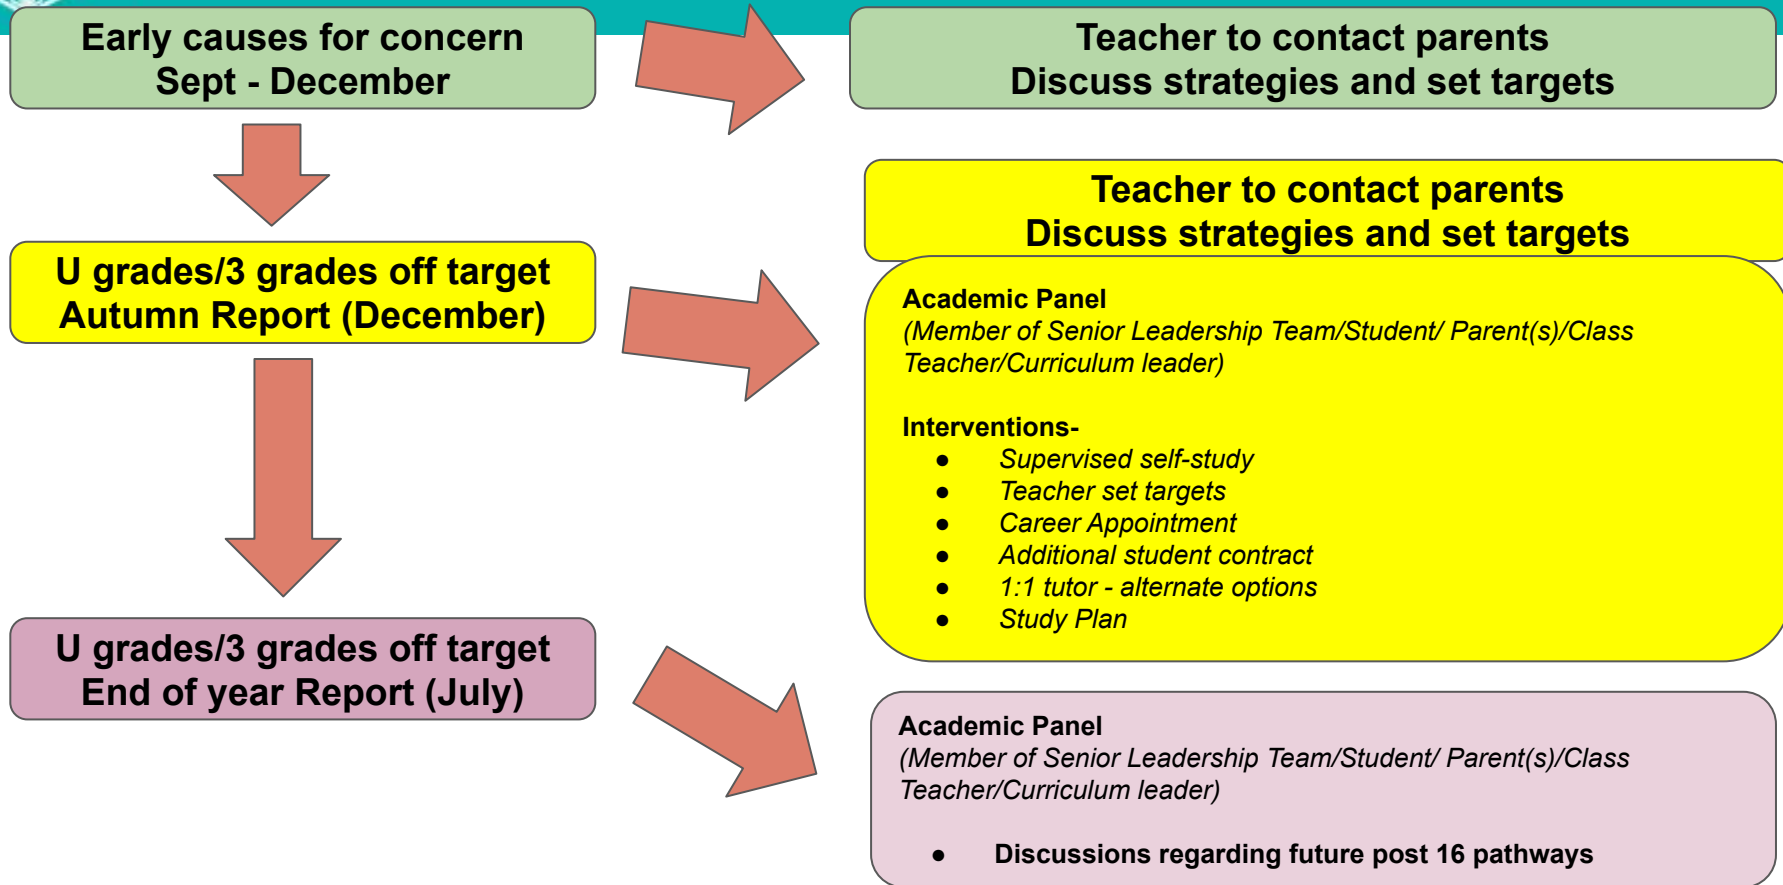 Early causes for concern
Sept - December
Teacher to contact parents
Discuss strategies and set targets
U grades/3 grades off target
Autumn Report (December)
Teacher to contact parents
Discuss strategies and set targets
Academic Panel
(Member of Senior Leadership Team/Student/ Parent(s)/Class
Teacher/Curriculum leader)
Interventions-
● Supervised self-study
● Teacher set targets
● Career Appointment
● Additional student contract
● 1:1 tutor - alternate options
● Study Plan
U grades/3 grades off target
End of year Report (July)
Academic Panel
(Member of Senior Leadership Team/Student/ Parent(s)/Class
Teacher/Curriculum leader)
● Discussions regarding future post 16 pathways